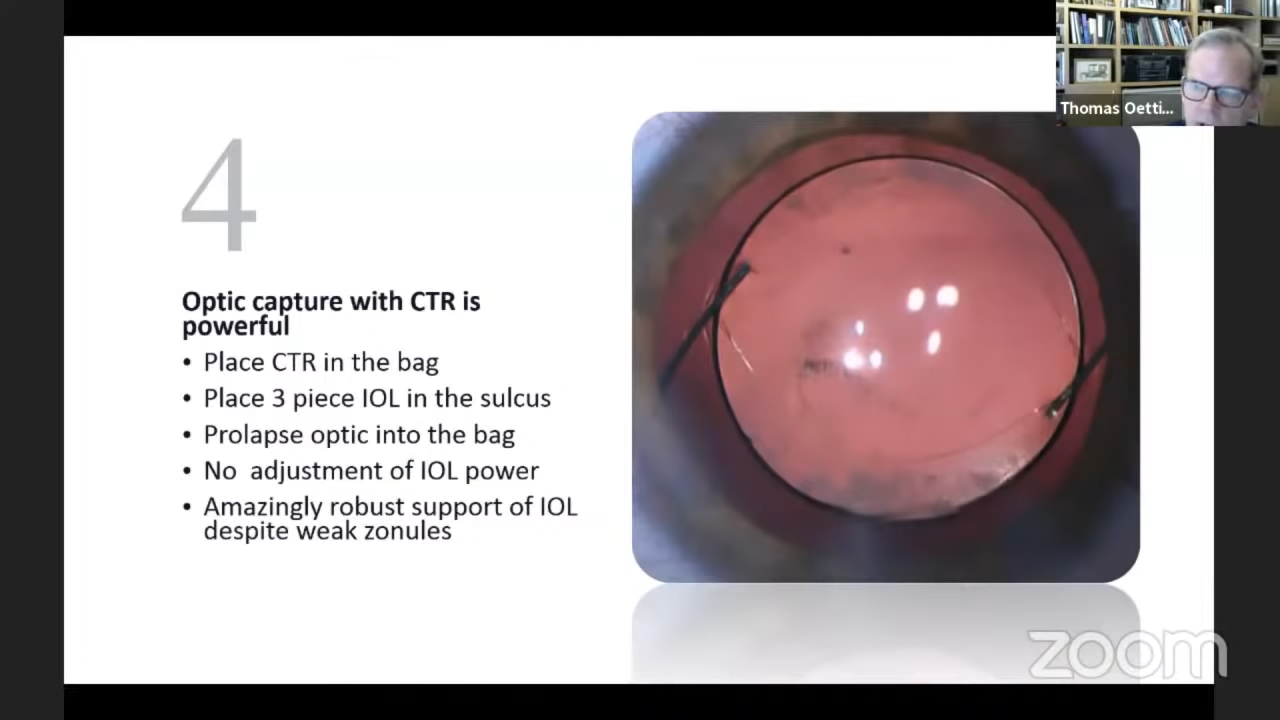 Thomas Oetti...
4
Optic capture with CTR is
powerful
• Place CTR in the bag
• Place 3 piece IOL in the sulcus
• Prolapse optic into the bag
• No  adjustment of IOL power
• Amazingly robust support of IOL
despite weak zonules
zoom